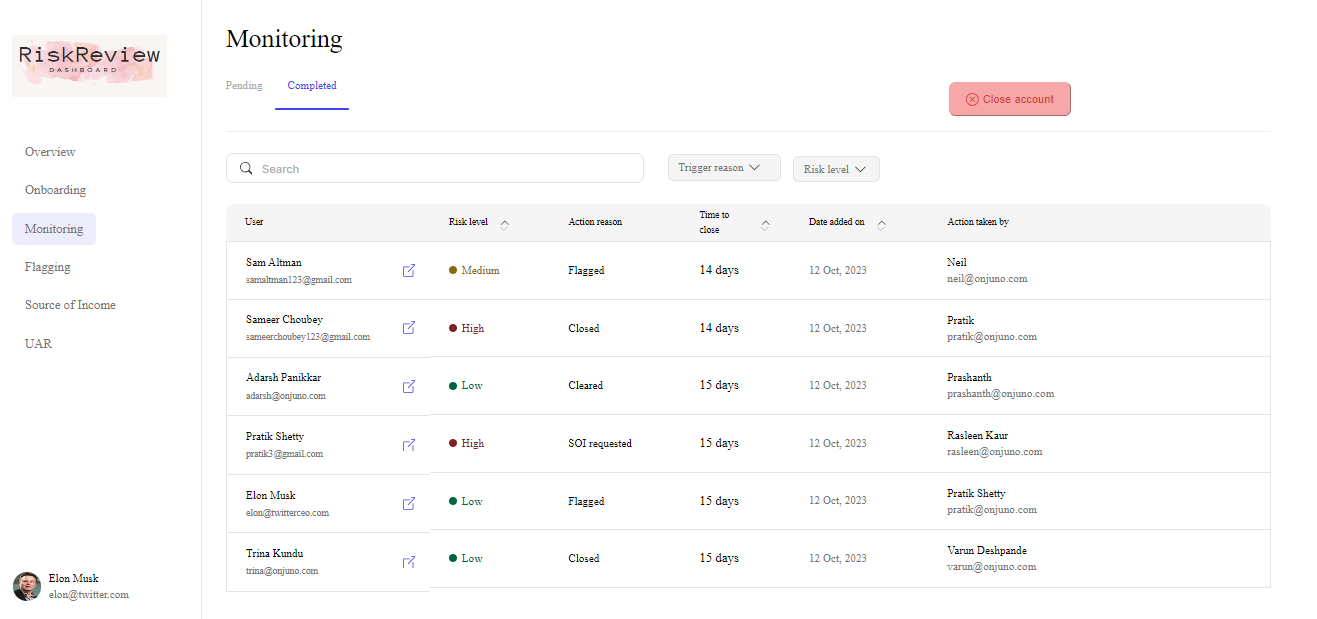 RiskReview
DASHBOARD
Overview
Onboarding
Monitoring
Flagging
Source of Income
UAR
Elon Musk
elon@twitter.com
Monitoring
Pending Completed
Close account
Search
Trigger reason
Risk level
User Risk level Action reason Time to close Date added on Action taken by
Sam Altman
samaltman123@gmail.com
Medium Flagged 14 days 12 Oct, 2023
Neil
neil@onjuno.com
Sameer Choubey
sameerchoubey123@gmail.com
High Closed 14 days 12 Oct, 2023
Pratik
pratik@onjuno.com
Adarsh Panikkar
adarsh@onjuno.com
Low Cleared 15 days 12 Oct, 2023
Prashanth
prashanth@onjuno.com
Pratik Shetty
pratik3@gmail.com
High SOI requested 15 days 12 Oct, 2023
Rasleen Kaur
rasleen@onjuno.com
Elon Musk
elon@twitterceo.com
Low Flagged 15 days 12 Oct, 2023
Pratik Shetty
pratik@onjuno.com
Trina Kundu
trina@onjuno.com
Low Closed 15 days 12 Oct, 2023
Varun Deshpande
varun@onjuno.com